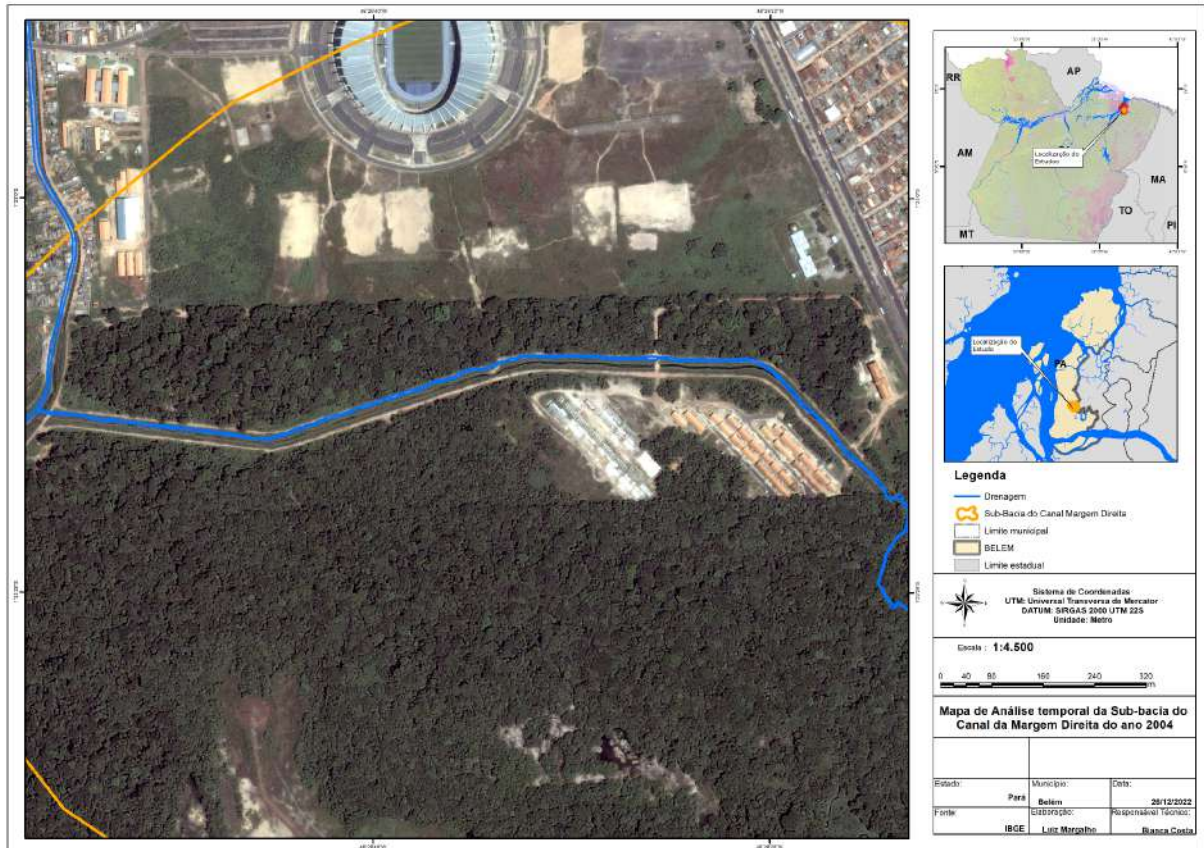 RR
AP
AM
MA
TO
MT
PI
Localização do
Estudos
Localização do
Estudo
PA
Legenda
Drenagem
Sub-Bacia do Canal Margem Direita
Limite municipal
BELEM
Limite estadual
Sistema de Coordenadas
UTM: Universal Transversa de Mercator
DATUM: SIRGAS 2000 UTM 22S
Unidade: Metro
Escala : 1:4.500
0 40 80 160 240 320
m
Mapa de Análise temporal da Sub-bacia do
Canal da Margem Direita do ano 2004
Estado: Município: Data:
Pará Belém 26/12/2022
Fonte: Elaboração: Responsável Técnico:
IBGE Luiz Margalho Bianca Costa